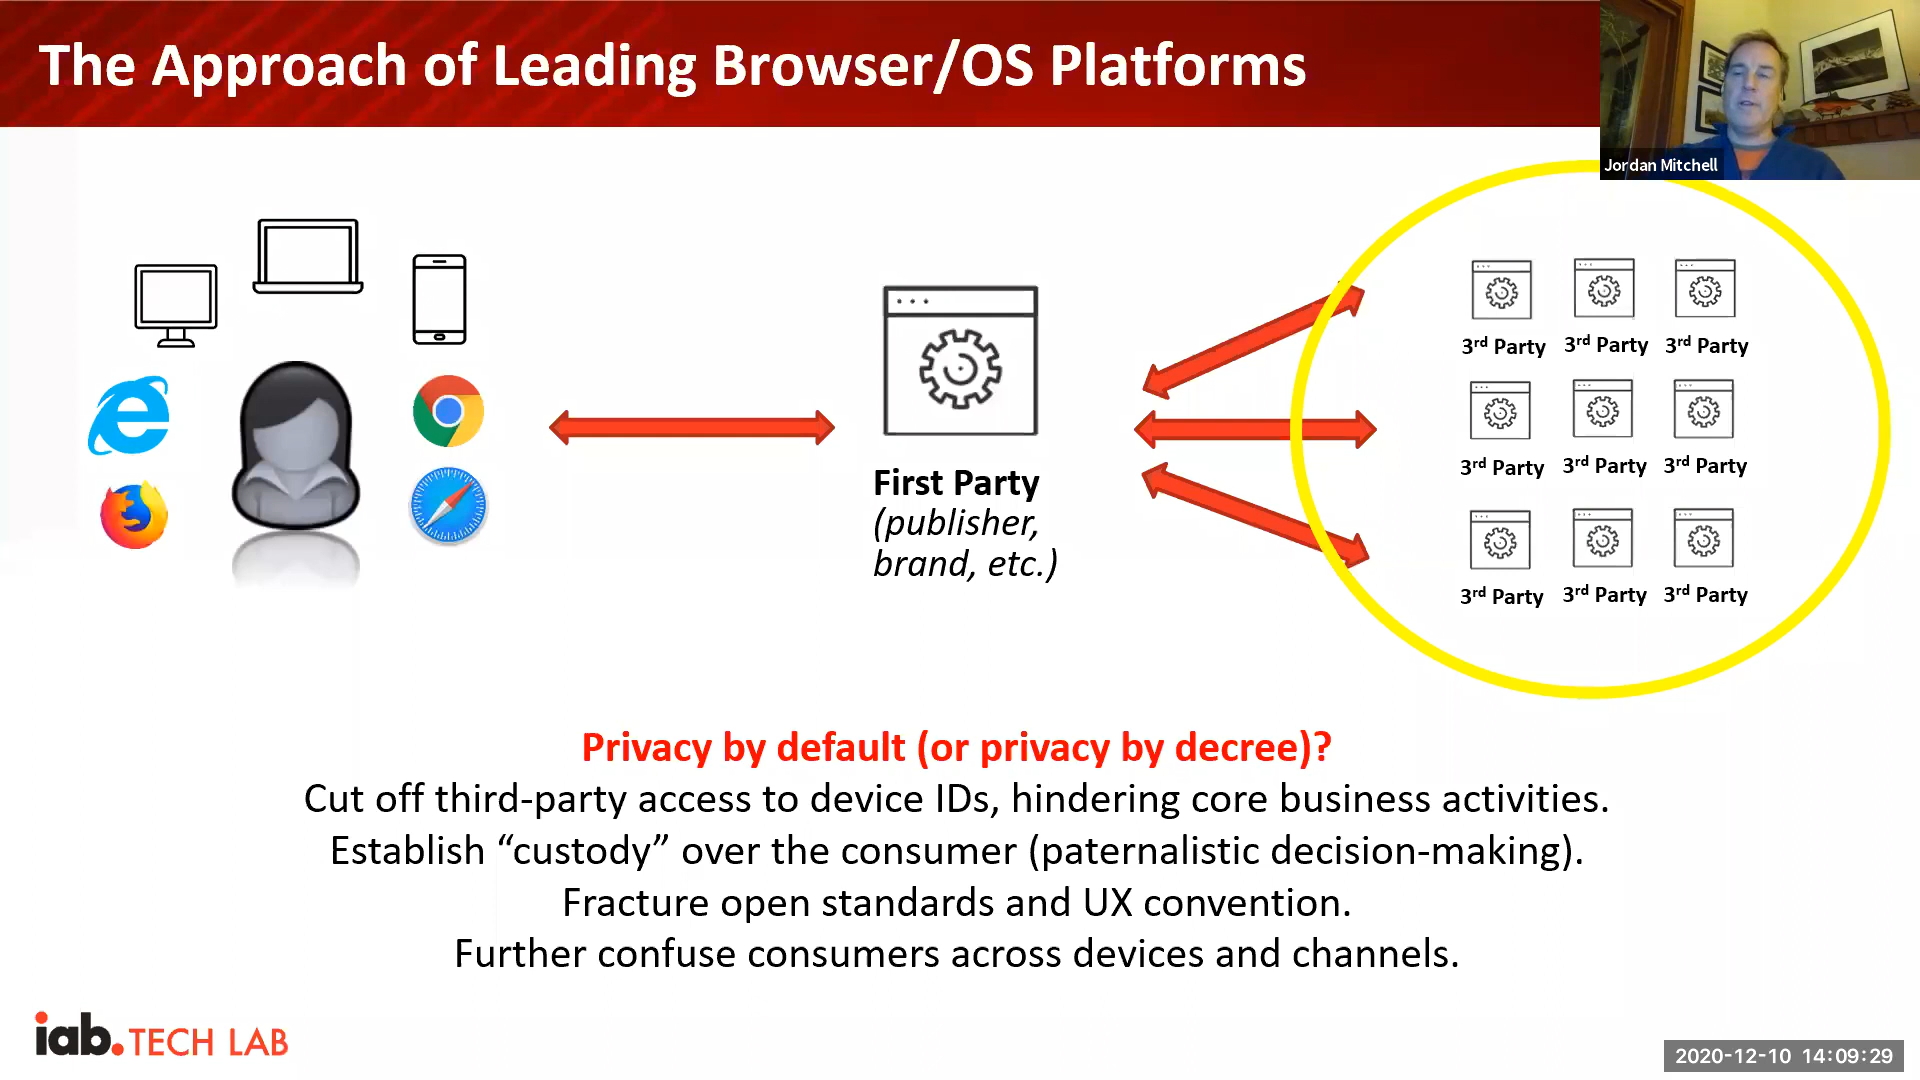 The Approach of Leading Browser/OS Platforms
Jordan Mitchell
3rd Party 3rd Party 3rd Party
3rd Party 3rd Party 3rd Party
First Party
(publisher,
brand, etc.)
3rd Party 3rd Party 3rd Party
Privacy by default (or privacy by decree)?
Cut off third-party access to device IDs, hindering core business activities.
Establish “custody” over the consumer (paternalistic decision-making).
Fracture open standards and UX convention.
Further confuse consumers across devices and channels.
iab.TECH LAB
2020-12-10 14:09:29